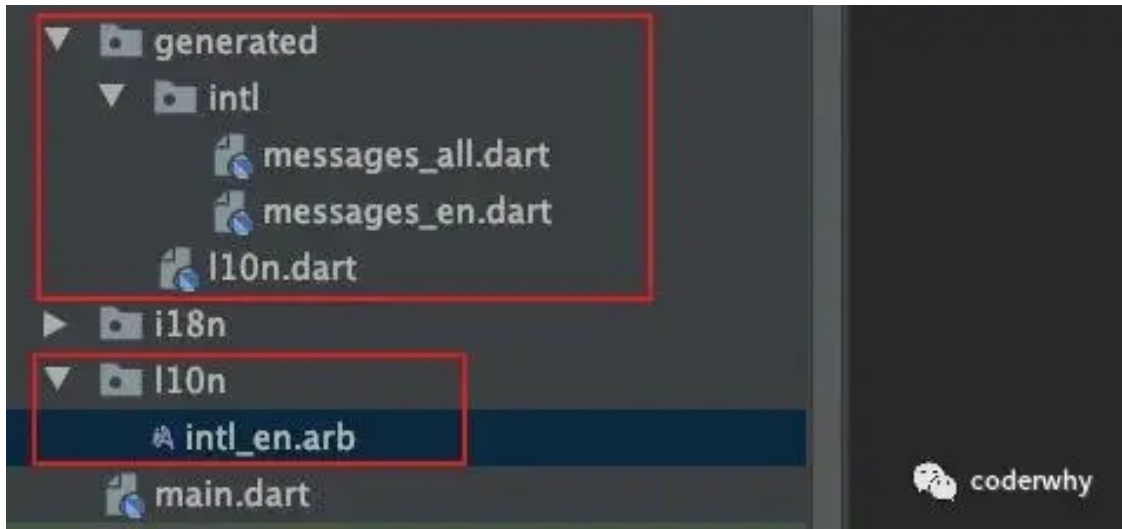 generated
intl
messages_all.dart
messages_en.dart
l10n.dart
i18n
l10n
intl_en.arb
main.dart
coderwhy